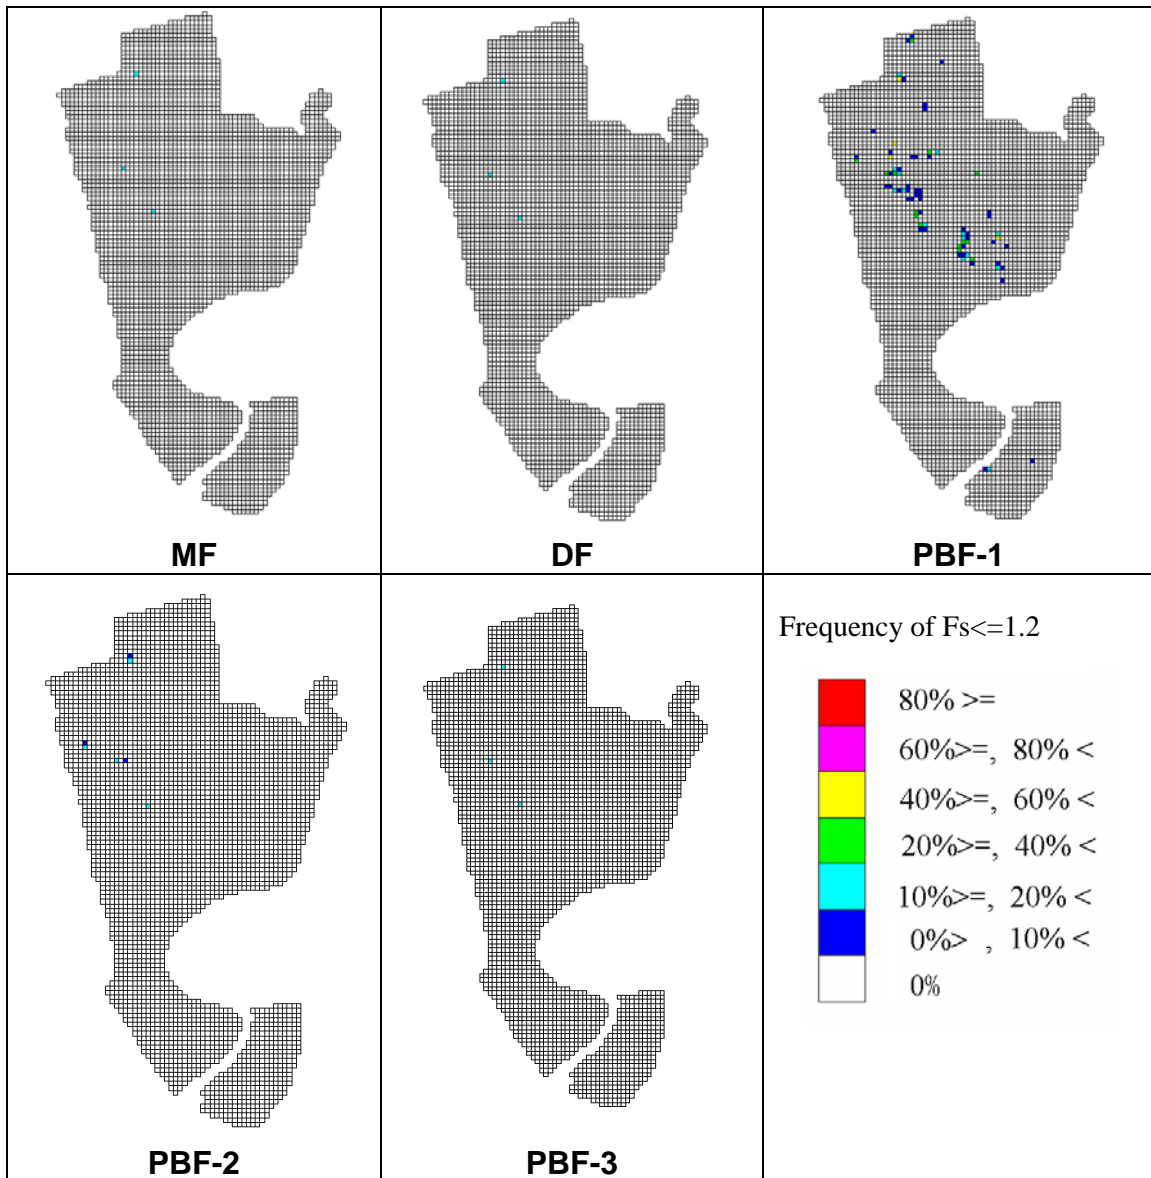 MF
DF
PBF-1
PBF-2
PBF-3
Frequency of Fs<=1.2
80% >=
60%>=, 80% <
40%>=, 60% <
20%>=, 40% <
10%>=, 20% <
0%> , 10% <
0%